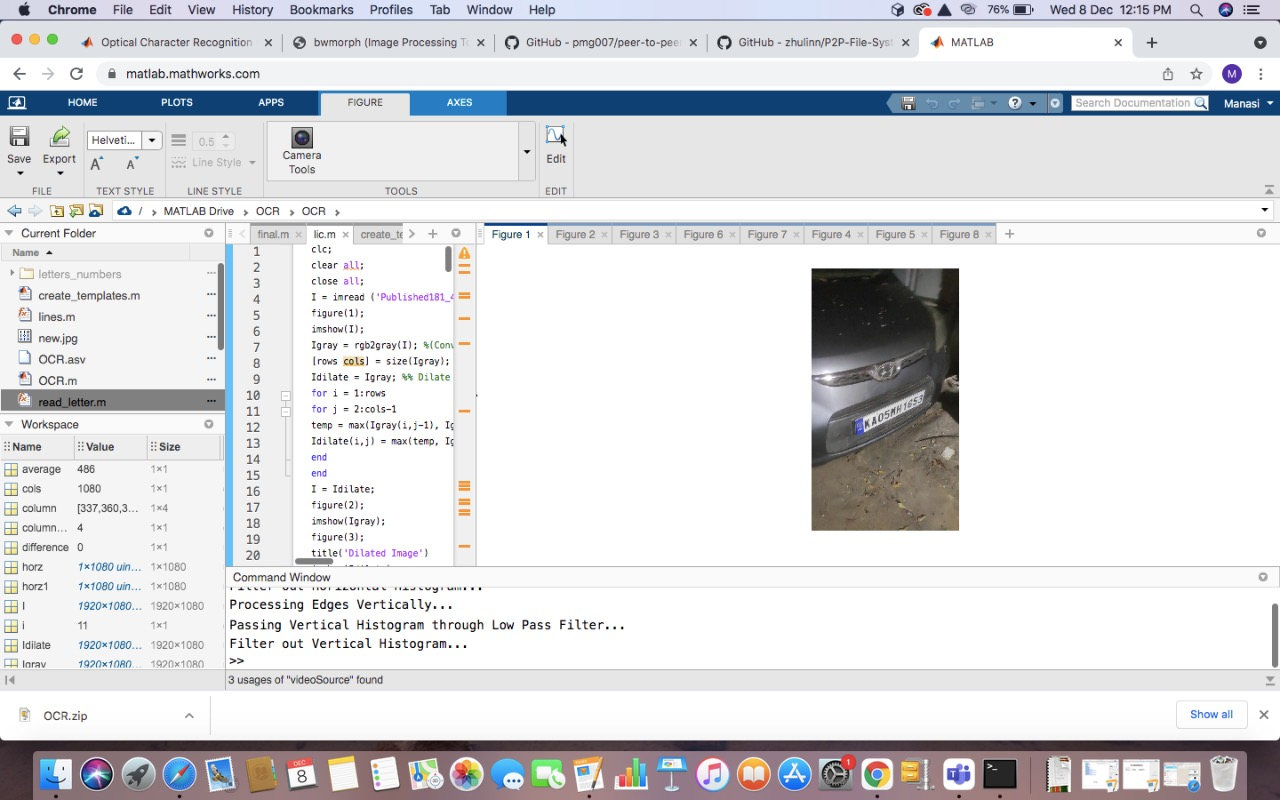 Chrome File Edit View History Bookmarks Profiles Tab Window Help 76% Wed 8 Dec 12:15 PM
Optical Character Recognition bwmorph (Image Processing T GitHub - pmg007/peer-to-pee GitHub - zhulinn/P2P-File-Sys MATLAB
matlab.mathworks.com M
HOME PLOTS APPS FIGURE AXES Search Documentation Manasi
Helveti... 0.5
Save Export A A Line Style Camera Tools Edit
FILE TEXT STYLE LINE STYLE TOOLS EDIT
/ › MATLAB Drive › OCR › OCR ›
Current Folder
Name
letters_numbers
create_templates.m
lines.m
new.jpg
OCR.asv
OCR.m
read_letter.m
Workspace
Name Value Size
average 486 1×1
cols 1080 1×1
column [337,360,3... 1×4
column... 4 1×1
difference 0 1×1
horz 1×1080 uin... 1×1080
horz1 1×1080 uin... 1×1080
I 1920×1080... 1920×1080
i 11 1×1
Idilate 1920×1080... 1920×1080
Igray 1920×1080... 1920×1080
final.m lic.m create_te
1 clc;
2 clear all;
3 close all;
4 I = imread ('Published181_4
5 figure(1);
6 imshow(I);
7 Igray = rgb2gray(I); %(Conv
8 [rows cols] = size(Igray);
9 Idilate = Igray; %% Dilate
10 for i = 1:rows
11 for j = 2:cols-1
12 temp = max(Igray(i,j-1), Ig
13 Idilate(i,j) = max(temp, Ig
14 end
15 end
16 I = Idilate;
17 figure(2);
18 imshow(Igray);
19 figure(3);
20 title('Dilated Image')
Figure 1 Figure 2 Figure 3 Figure 6 Figure 7 Figure 4 Figure 5 Figure 8
KA05MH1653
Command Window
Filter out Horizontal Histogram...
Processing Edges Vertically...
Passing Vertical Histogram through Low Pass Filter...
Filter out Vertical Histogram...
>>
3 usages of "videoSource" found
OCR.zip Show all
DEC
8
1